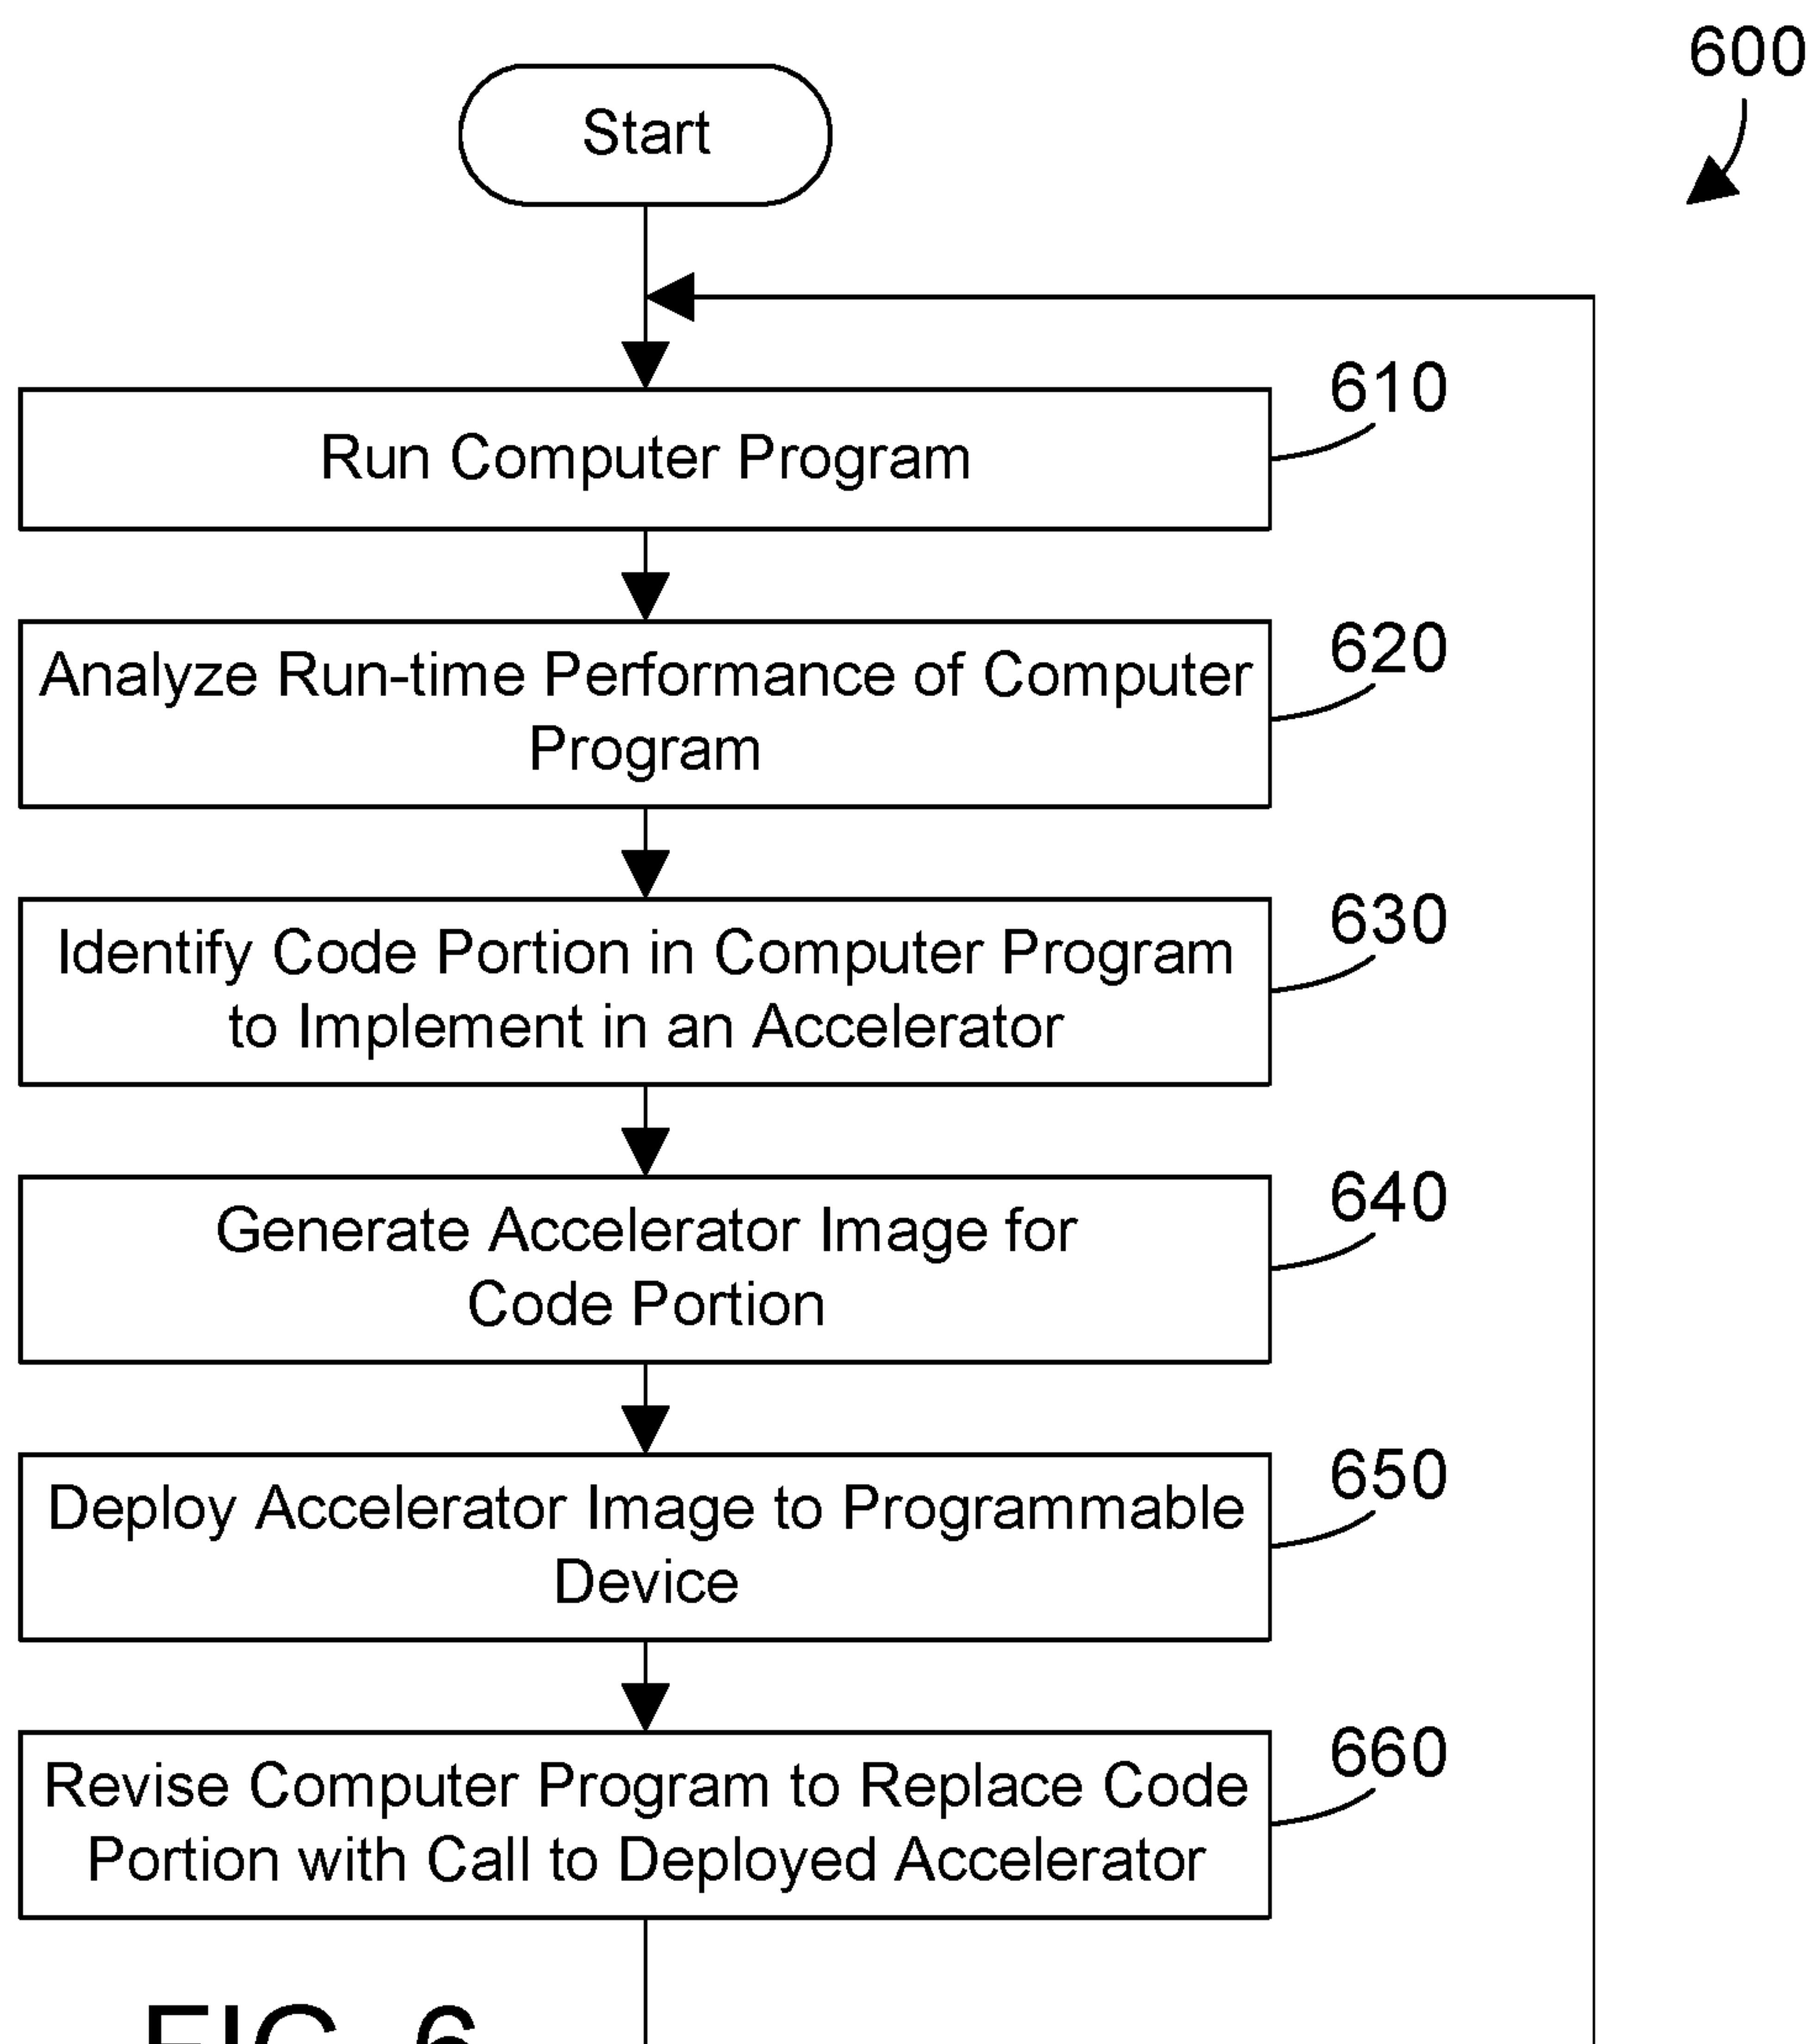 600
Start
610
Run Computer Program
620
Analyze Run-time Performance of Computer
Program
630
Identify Code Portion in Computer Program
to Implement in an Accelerator
640
Generate Accelerator Image for
Code Portion
650
Deploy Accelerator Image to Programmable
Device
660
Revise Computer Program to Replace Code
Portion with Call to Deployed Accelerator
FIG. 6